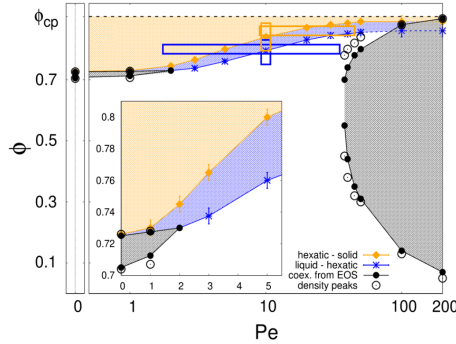 ϕcp
0.7
0.5
0.3
0.1
ϕ
0.8
0.78
0.76
0.74
0.72
0.7
0 1 2 3 4 5
hexatic - solid
liquid - hexatic
coex. from EOS
density peaks
0 1 10 100 200
Pe